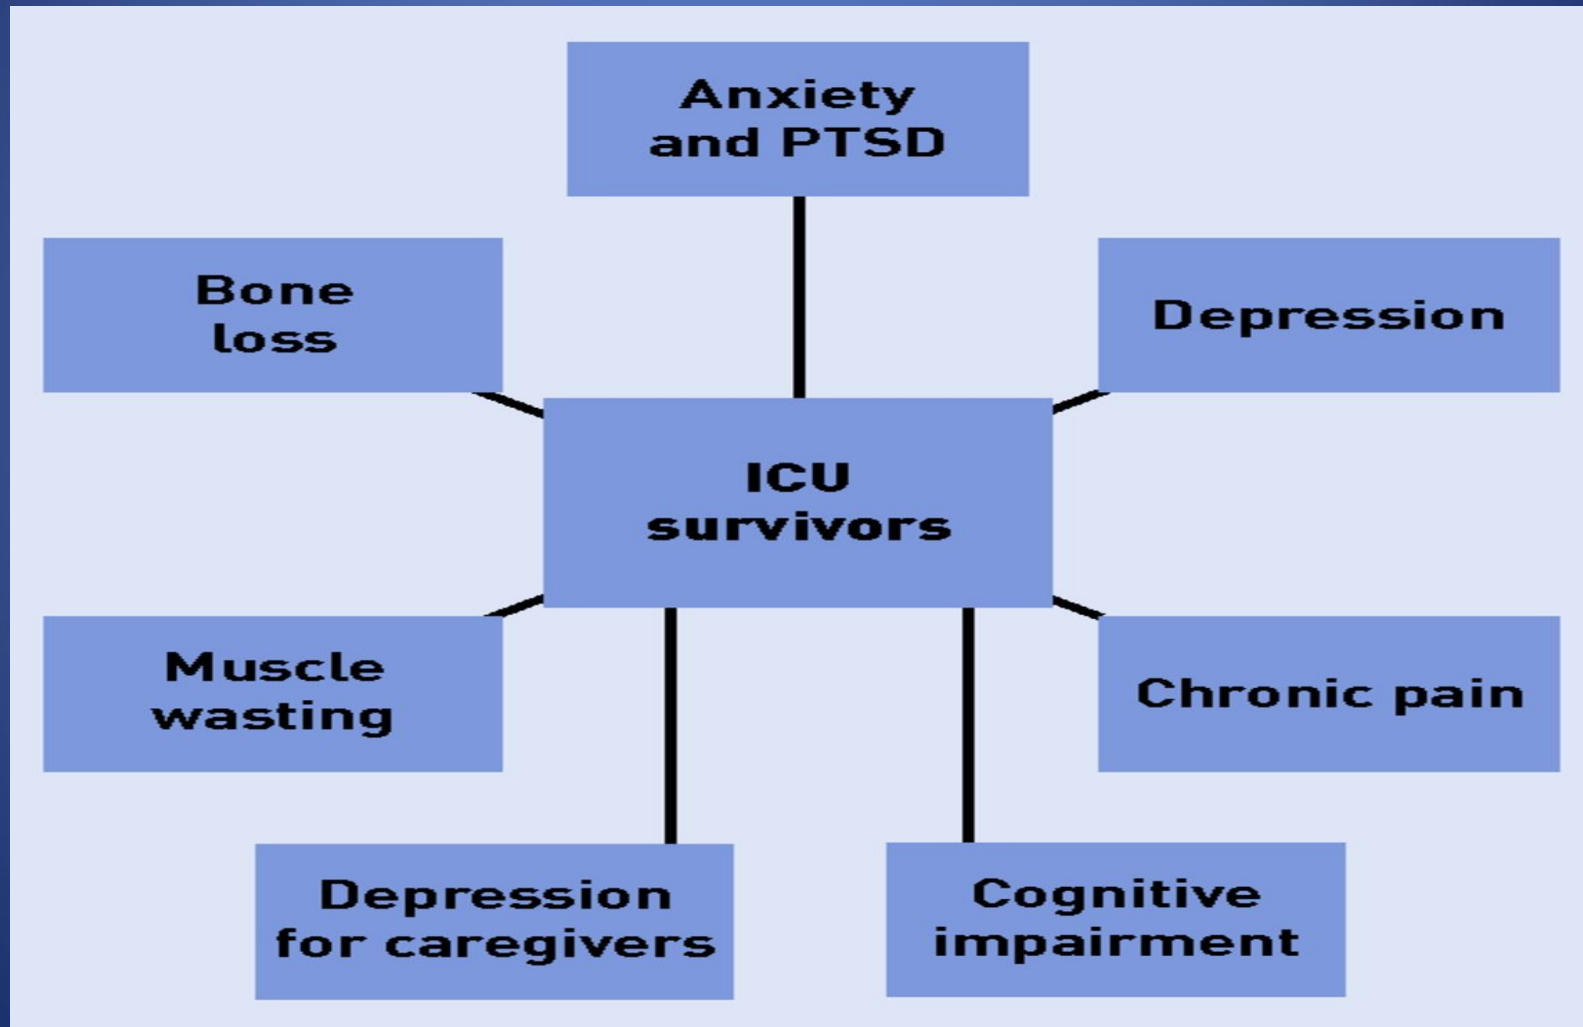 Anxiety
and PTSD
Bone
loss
Depression
ICU
survivors
Muscle
wasting
Chronic pain
Depression
for caregivers
Cognitive
impairment